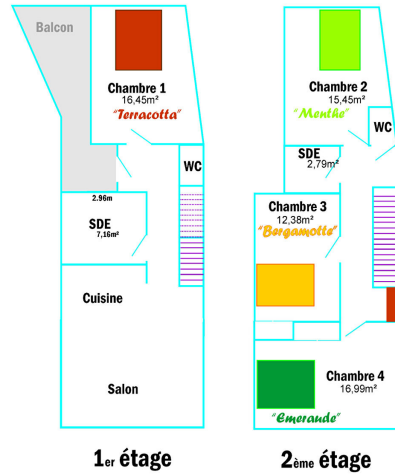 Balcon
Chambre 1
16,45m²
"Terracotta"
WC
2.96m
SDE
7,16m²
Cuisine
Salon
1er étage
Chambre 2
15,45m²
"Menthe"
WC
SDE
2,79m²
Chambre 3
12,38m²
"Bergamotte"
Chambre 4
16,99m²
"Emeraude"
2ème étage